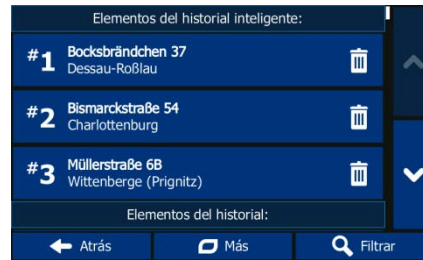 Elementos del historial inteligente:
#1 Bocksbrändchen 37
Dessau-Roßlau
#2 Bismarckstraße 54
Charlottenburg
#3 Müllerstraße 6B
Wittenberge (Prignitz)
Elementos del historial:
Atrás Más Filtrar